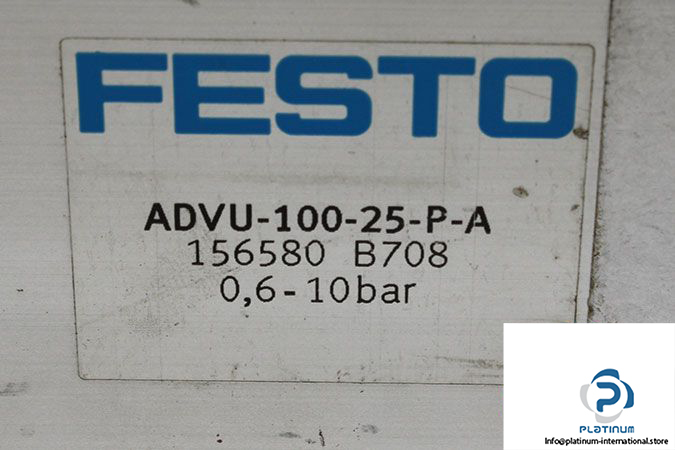 FESTO
ADVU-100-25-P-A
156580 B708
0,6-10bar
PLATINUM
Info@platinum-international.store